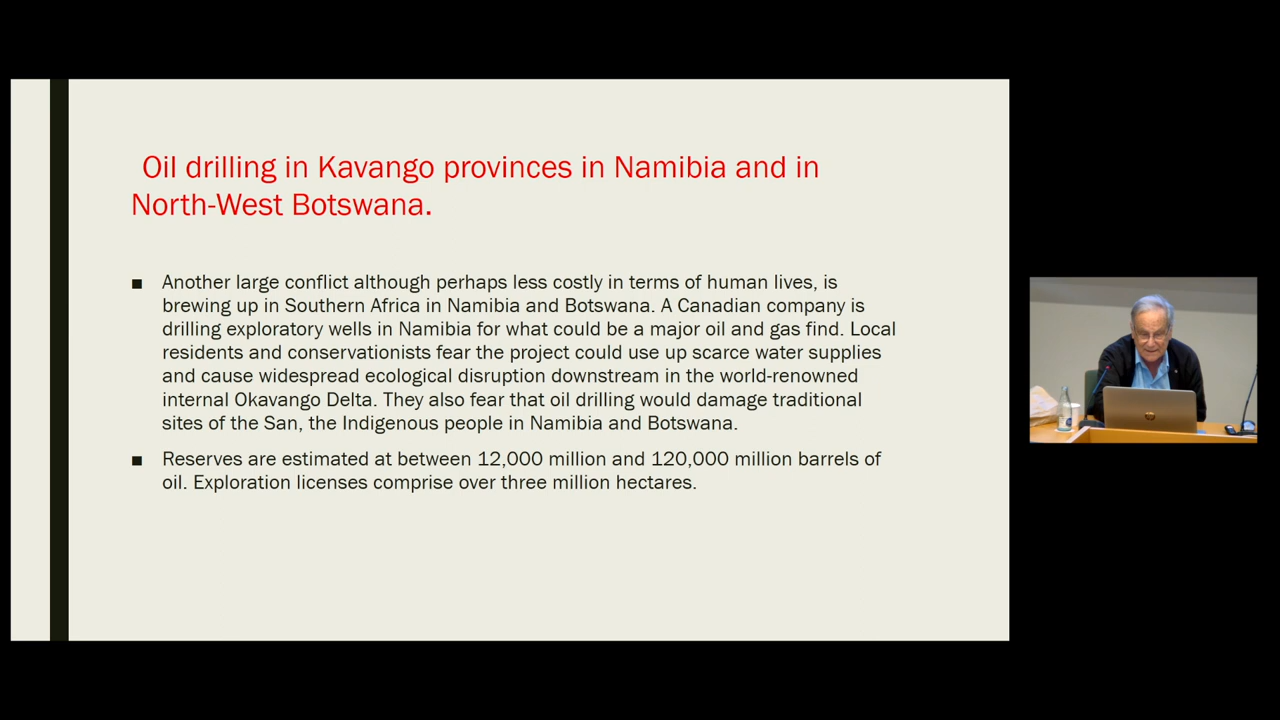 Oil drilling in Kavango provinces in Namibia and in
North-West Botswana.
■ Another large conflict although perhaps less costly in terms of human lives, is
brewing up in Southern Africa in Namibia and Botswana. A Canadian company is
drilling exploratory wells in Namibia for what could be a major oil and gas find. Local
residents and conservationists fear the project could use up scarce water supplies
and cause widespread ecological disruption downstream in the world-renowned
internal Okavango Delta. They also fear that oil drilling would damage traditional
sites of the San, the Indigenous people in Namibia and Botswana.
■ Reserves are estimated at between 12,000 million and 120,000 million barrels of
oil. Exploration licenses comprise over three million hectares.